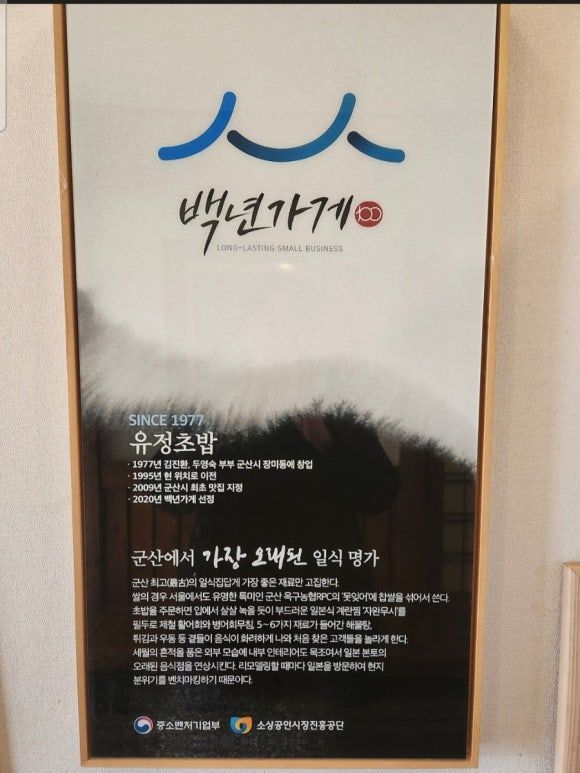 백년가게 100
LONG-LASTING SMALL BUSINESS
SINCE 1977
유정초밥
· 1977년 김진환, 두영숙 부부 군산시 장미동에 창업
· 1995년 현 위치로 이전
· 2009년 군산시 최초 맛집 지정
· 2020년 백년가게 선정
군산에서 가장 오래된 일식 명가
군산 최고(最古)의 일식집답게 가장 좋은 재료만 고집한다.
쌀의 경우 서울에서도 유명한 특미인 군산 옥구농협RPC의 '못잊어'에 찹쌀을 섞어서 쓴다.
초밥을 주문하면 입에서 살살 녹을 듯이 부드러운 일본식 계란찜 '자완무시'를
필두로 제철 활어회와 병어회무침, 5~6가지 재료가 들어간 해물탕,
튀김과 우동 등 곁들이 음식이 화려하게 나와 처음 찾은 고객들을 놀라게 한다.
세월의 흔적을 품은 외부 모습에 내부 인테리어도 목조여서 일본 본토의
오래된 음식점을 연상시킨다. 리모델링할 때마다 일본을 방문하여 현지
분위기를 벤치마킹하기 때문이다.
중소벤처기업부 소상공인시장진흥공단